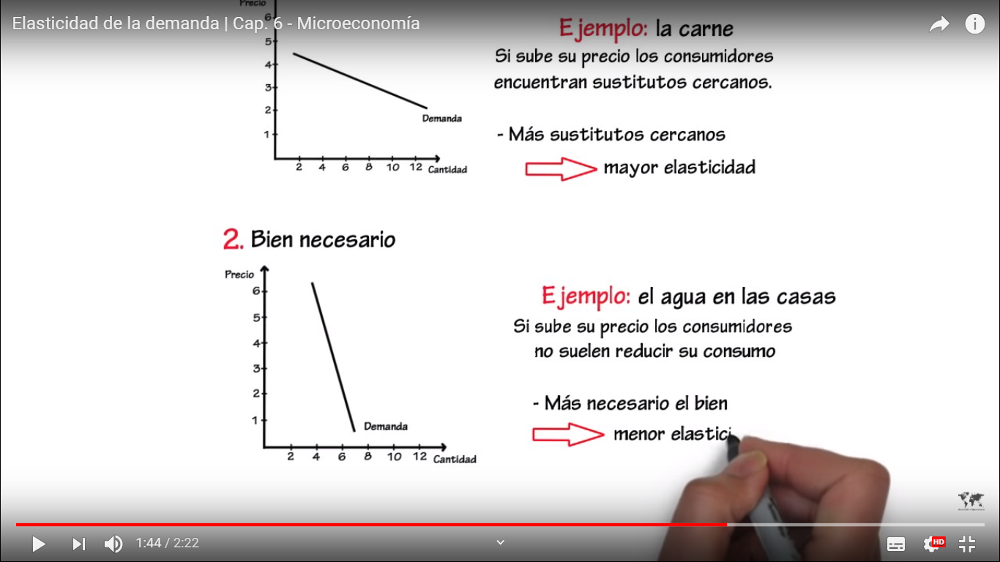 Precio
Elasticidad de la demanda | Cap. 6 - Microeconomía
6
5
4
3
2
1
Demanda
2 4 6 8 10 12 Cantidad
Ejemplo: la carne
Si sube su precio los consumidores
encuentran sustitutos cercanos.
- Más sustitutos cercanos
mayor elasticidad
2. Bien necesario
Precio
6
5
4
3
2
1
Demanda
2 4 6 8 10 12 Cantidad
Ejemplo: el agua en las casas
Si sube su precio los consumidores
no suelen reducir su consumo
- Más necesario el bien
menor elastici
1:44 / 2:22
HD